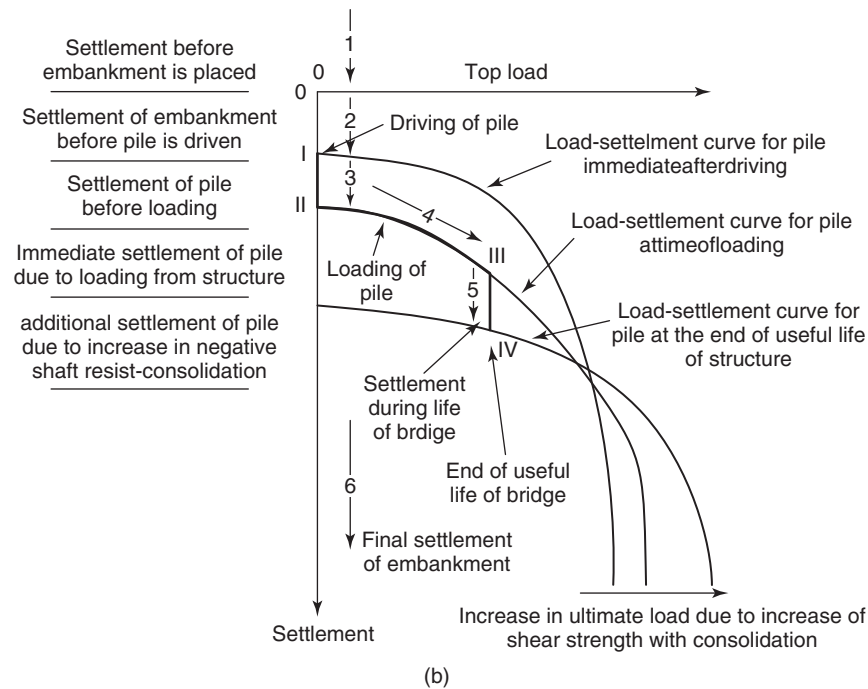 Settlement before
embankment is placed
Settlement of embankment
before pile is driven
Settlement of pile
before loading
Immediate settlement of pile
due to loading from structure
additional settlement of pile
due to increase in negative
shaft resist-consolidation
1
0
Top load
0
2
Driving of pile
I
3
Load-settelment curve for pile
immediateafterdriving
II
4
III
Load-settlement curve for pile
attimeofloading
Loading of
pile
5
Load-settlement curve for
pile at the end of useful life
of structure
IV
Settlement
during life
of brdige
End of useful
life of bridge
6
Final settlement
of embankment
Settlement
Increase in ultimate load due to increase of
shear strength with consolidation
(b)